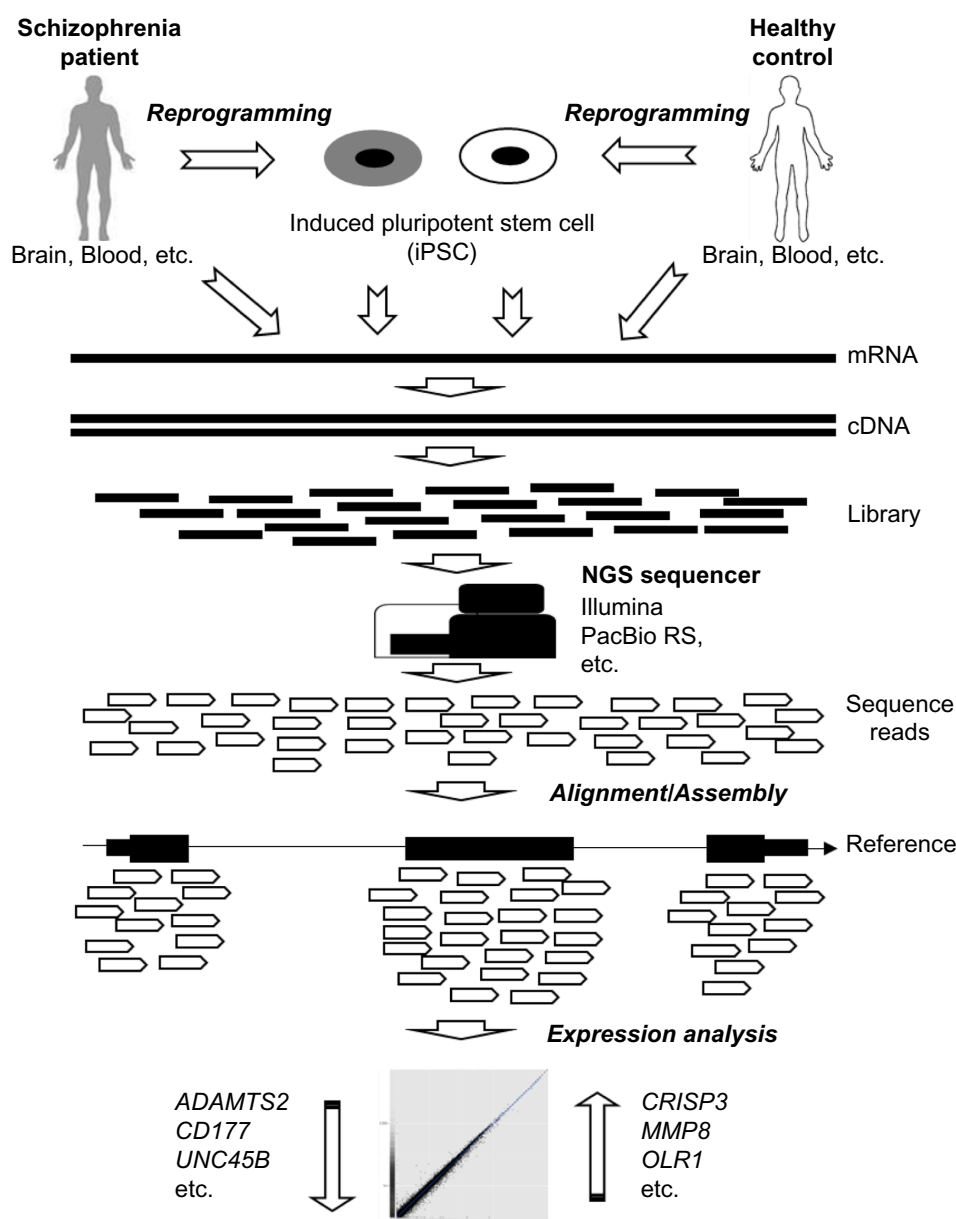 Schizophrenia
patient
Healthy
control
Reprogramming
Reprogramming
Induced pluripotent stem cell
(iPSC)
Brain, Blood, etc.
Brain, Blood, etc.
mRNA
cDNA
Library
NGS sequencer
Illumina
PacBio RS,
etc.
Sequence
reads
Alignment/Assembly
Reference
Expression analysis
ADAMTS2
CD177
UNC45B
etc.
CRISP3
MMP8
OLR1
etc.